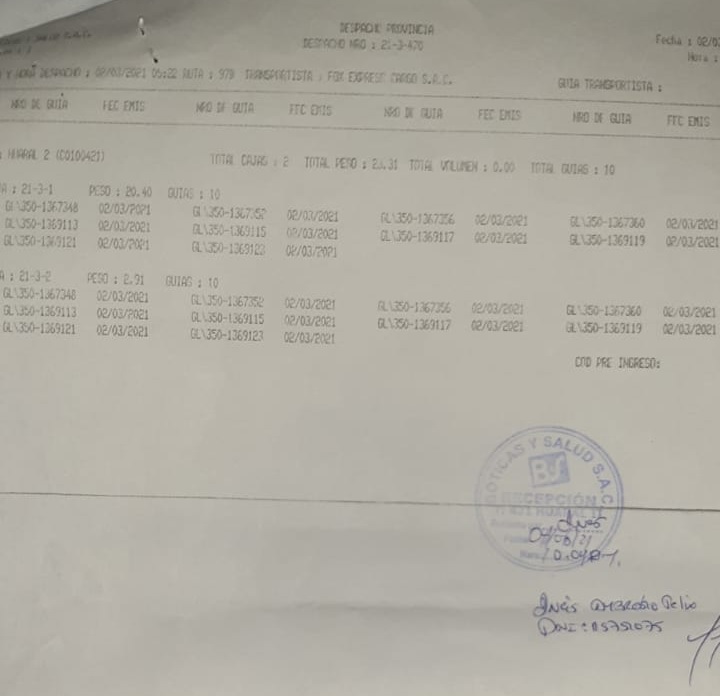 DESPACHO PROVINCIA
DESPACHO NRO : 21-3-478
Fecha : 02/0
Hora :
Y HORA DESPACHO : 02/03/2021 05:22 RUTA : 979 TRANSPORTISTA : FOX EXPRESS CARGO S.A.C. GUIA TRANSPORTISTA :
NRO DE GUIA FEC EMIS NRO DE GUIA FEC EMIS NRO DE GUIA FEC EMIS NRO DE GUIA FEC EMIS
: HUARAL 2 (C0100421) TOTAL CAJAS : 2 TOTAL PESO : 23.31 TOTAL VOLUMEN : 0.00 TOTAL GUIAS : 10
A : 21-3-1 PESO : 20.40 GUIAS : 10
GL\350-1367348 02/03/2021 GL\350-1367352 02/03/2021 GL\350-1367356 02/03/2021 GL\350-1367360 02/03/2021
GL\350-1369113 02/03/2021 GL\350-1369115 02/03/2021 GL\350-1369117 02/03/2021 GL\350-1369119 02/03/2021
GL\350-1369121 02/03/2021 GL\350-1369123 02/03/2021
A : 21-3-2 PESO : 2.91 GUIAS : 10
GL\350-1367348 02/03/2021 GL\350-1367352 02/03/2021 GL\350-1367356 02/03/2021 GL\350-1367360 02/03/2021
GL\350-1369113 02/03/2021 GL\350-1369115 02/03/2021 GL\350-1369117 02/03/2021 GL\350-1369119 02/03/2021
GL\350-1369121 02/03/2021 GL\350-1369123 02/03/2021
COD PRE INGRESO:
BOTICAS Y SALUD S.A.C.
BS
RECEPCIÓN
Inés
Inés Ambrosio
DNI :